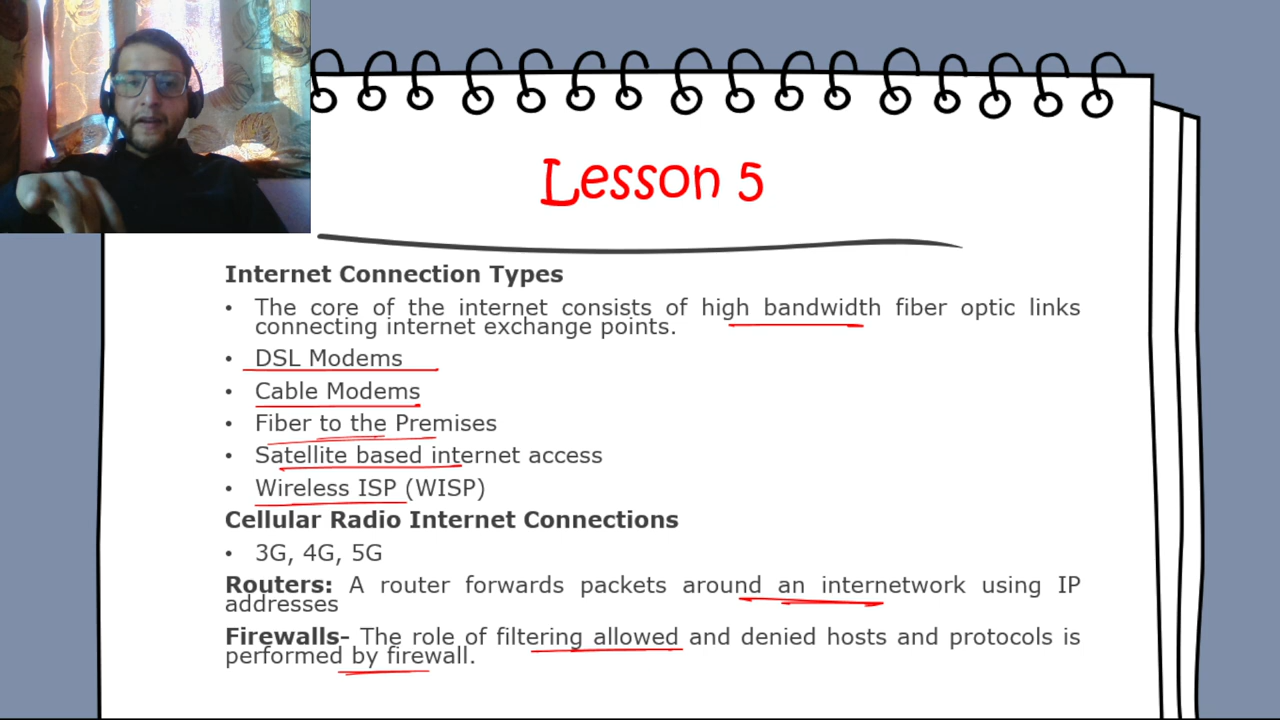 Lesson 5
Internet Connection Types
• The core of the internet consists of high bandwidth fiber optic links
connecting internet exchange points.
• DSL Modems
• Cable Modems
• Fiber to the Premises
• Satellite based internet access
• Wireless ISP (WISP)
Cellular Radio Internet Connections
• 3G, 4G, 5G
Routers: A router forwards packets around an internetwork using IP
addresses
Firewalls- The role of filtering allowed and denied hosts and protocols is
performed by firewall.